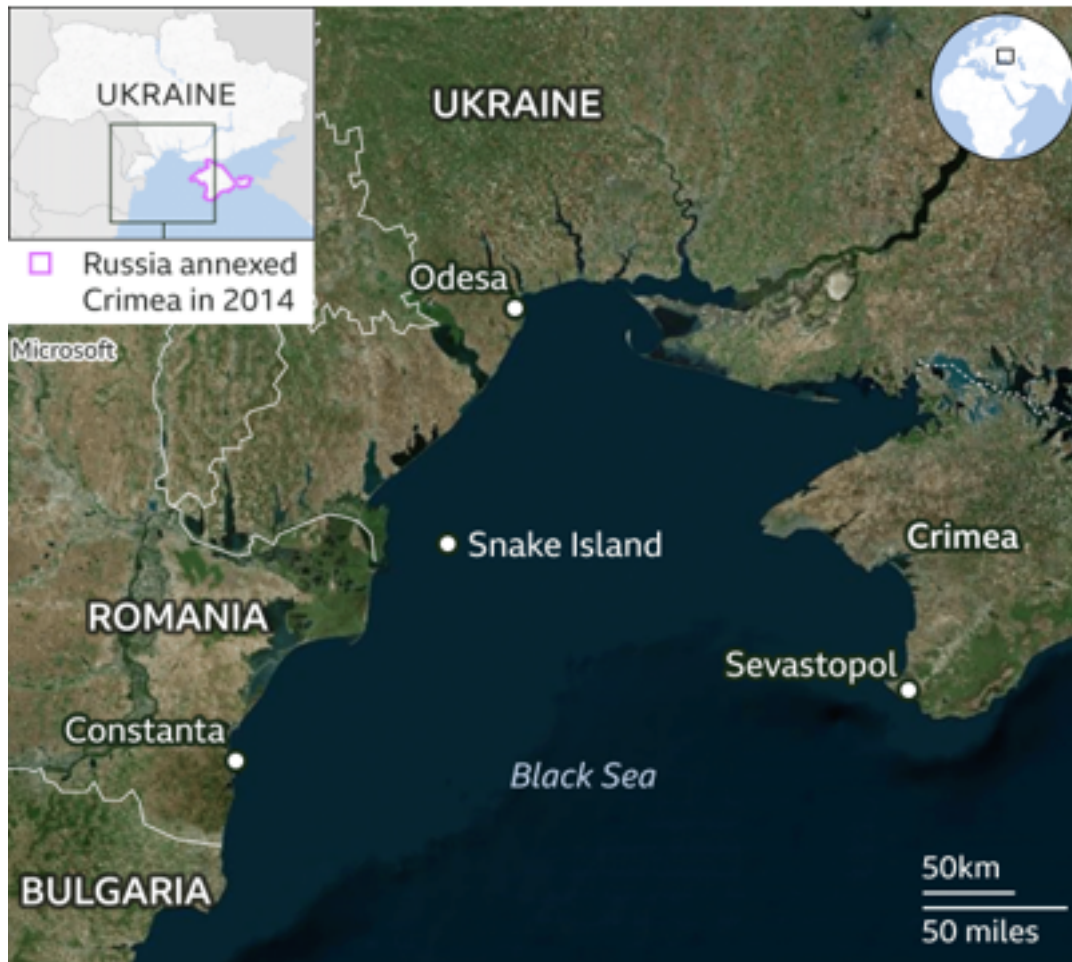 UKRAINE
UKRAINE
Russia annexed
Crimea in 2014
Microsoft
Odesa
Snake Island
Crimea
ROMANIA
Sevastopol
Constanta
Black Sea
BULGARIA
50km
50 miles